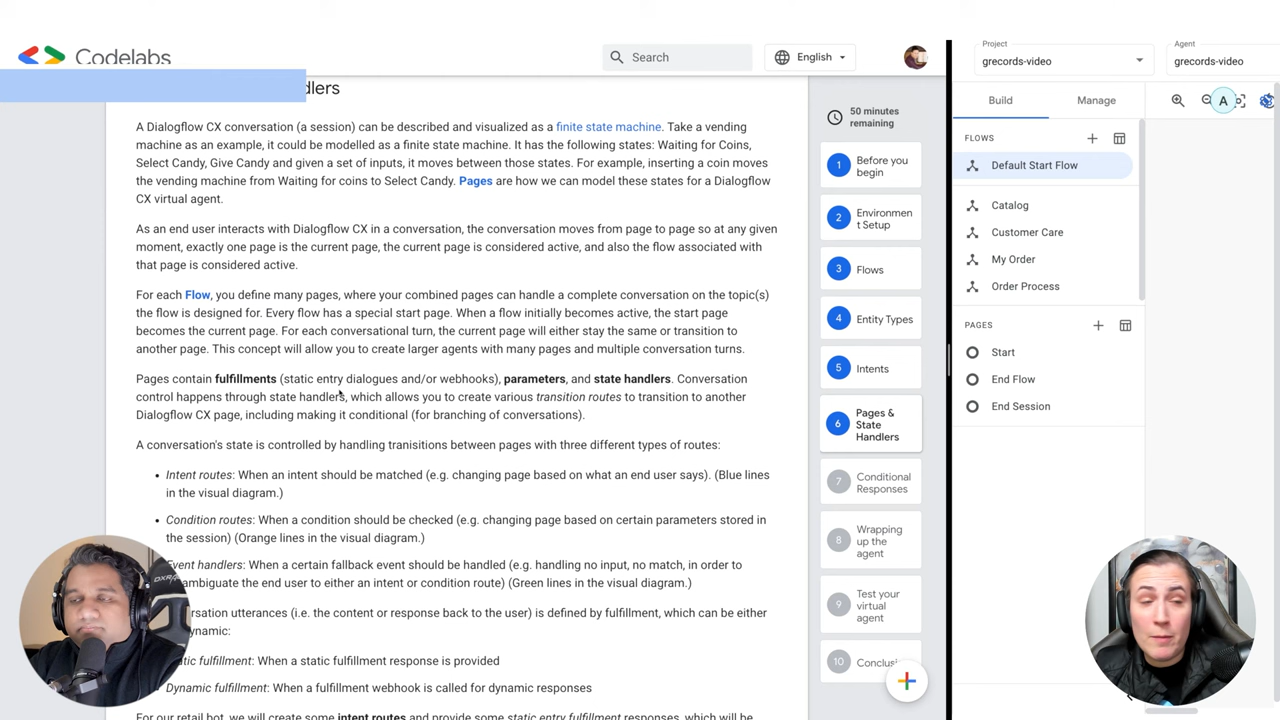 Codelabs
Search
English
dlers
A Dialogflow CX conversation (a session) can be described and visualized as a finite state machine. Take a vending
machine as an example, it could be modelled as a finite state machine. It has the following states: Waiting for Coins,
Select Candy, Give Candy and given a set of inputs, it moves between those states. For example, inserting a coin moves
the vending machine from Waiting for coins to Select Candy. Pages are how we can model these states for a Dialogflow
CX virtual agent.
As an end user interacts with Dialogflow CX in a conversation, the conversation moves from page to page so at any given
moment, exactly one page is the current page, the current page is considered active, and also the flow associated with
that page is considered active.
For each Flow, you define many pages, where your combined pages can handle a complete conversation on the topic(s)
the flow is designed for. Every flow has a special start page. When a flow initially becomes active, the start page
becomes the current page. For each conversational turn, the current page will either stay the same or transition to
another page. This concept will allow you to create larger agents with many pages and multiple conversation turns.
Pages contain fulfillments (static entry dialogues and/or webhooks), parameters, and state handlers. Conversation
control happens through state handlers, which allows you to create various transition routes to transition to another
Dialogflow CX page, including making it conditional (for branching of conversations).
A conversation's state is controlled by handling tranisitions between pages with three different types of routes:
• Intent routes: When an intent should be matched (e.g. changing page based on what an end user says). (Blue lines
in the visual diagram.)
• Condition routes: When a condition should be checked (e.g. changing page based on certain parameters stored in
the session) (Orange lines in the visual diagram.)
Event handlers: When a certain fallback event should be handled (e.g. handling no input, no match, in order to
ambiguate the end user to either an intent or condition route) (Green lines in the visual diagram.)
rsation utterances (i.e. the content or response back to the user) is defined by fulfillment, which can be either
ynamic:
tic fulfillment: When a static fulfillment response is provided
Dynamic fulfillment: When a fulfillment webhook is called for dynamic responses
For our retail bot, we will create some intent routes and provide some static entry fulfillment responses, which will be
50 minutes
remaining
1 Before you
begin
2 Environmen
t Setup
3 Flows
4 Entity Types
5 Intents
6 Pages &
State
Handlers
7 Conditional
Responses
8 Wrapping
up the
agent
9 Test your
virtual
agent
10 Conclus
Project
grecords-video
Agent
grecords-video
Build
Manage
A
FLOWS
Default Start Flow
Catalog
Customer Care
My Order
Order Process
PAGES
Start
End Flow
End Session
DXRA